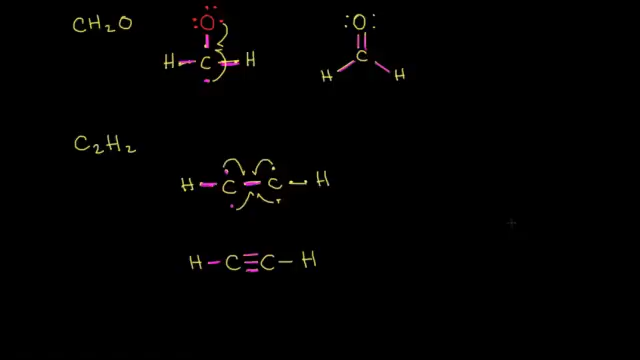 CH2O
:Ö·
H - C - H
:O:
C
H H
C2H2
H - C - C - H
H - C ≡ C - H